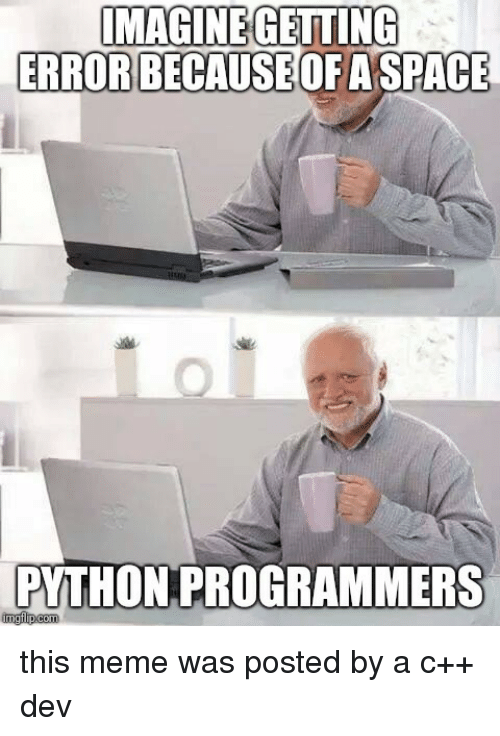 IMAGINE GETTING
ERROR BECAUSE OF A SPACE
PYTHON PROGRAMMERS
imgflip.com
this meme was posted by a c++
dev